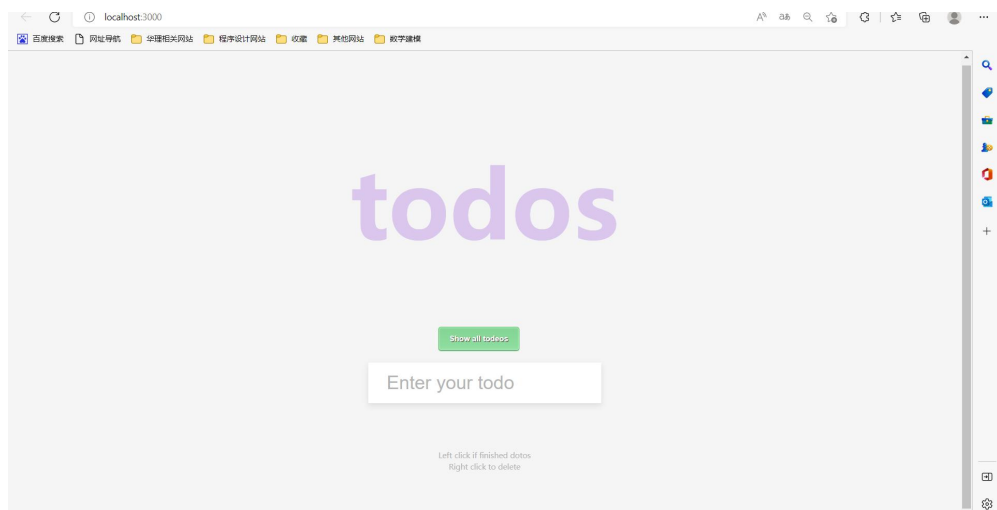 localhost:3000
百度搜索 网址导航 华理相关网站 程序设计网站 收藏 其他网站 数学建模
todos
Show all todeos
Enter your todo
Left click if finished dotos
Right click to delete